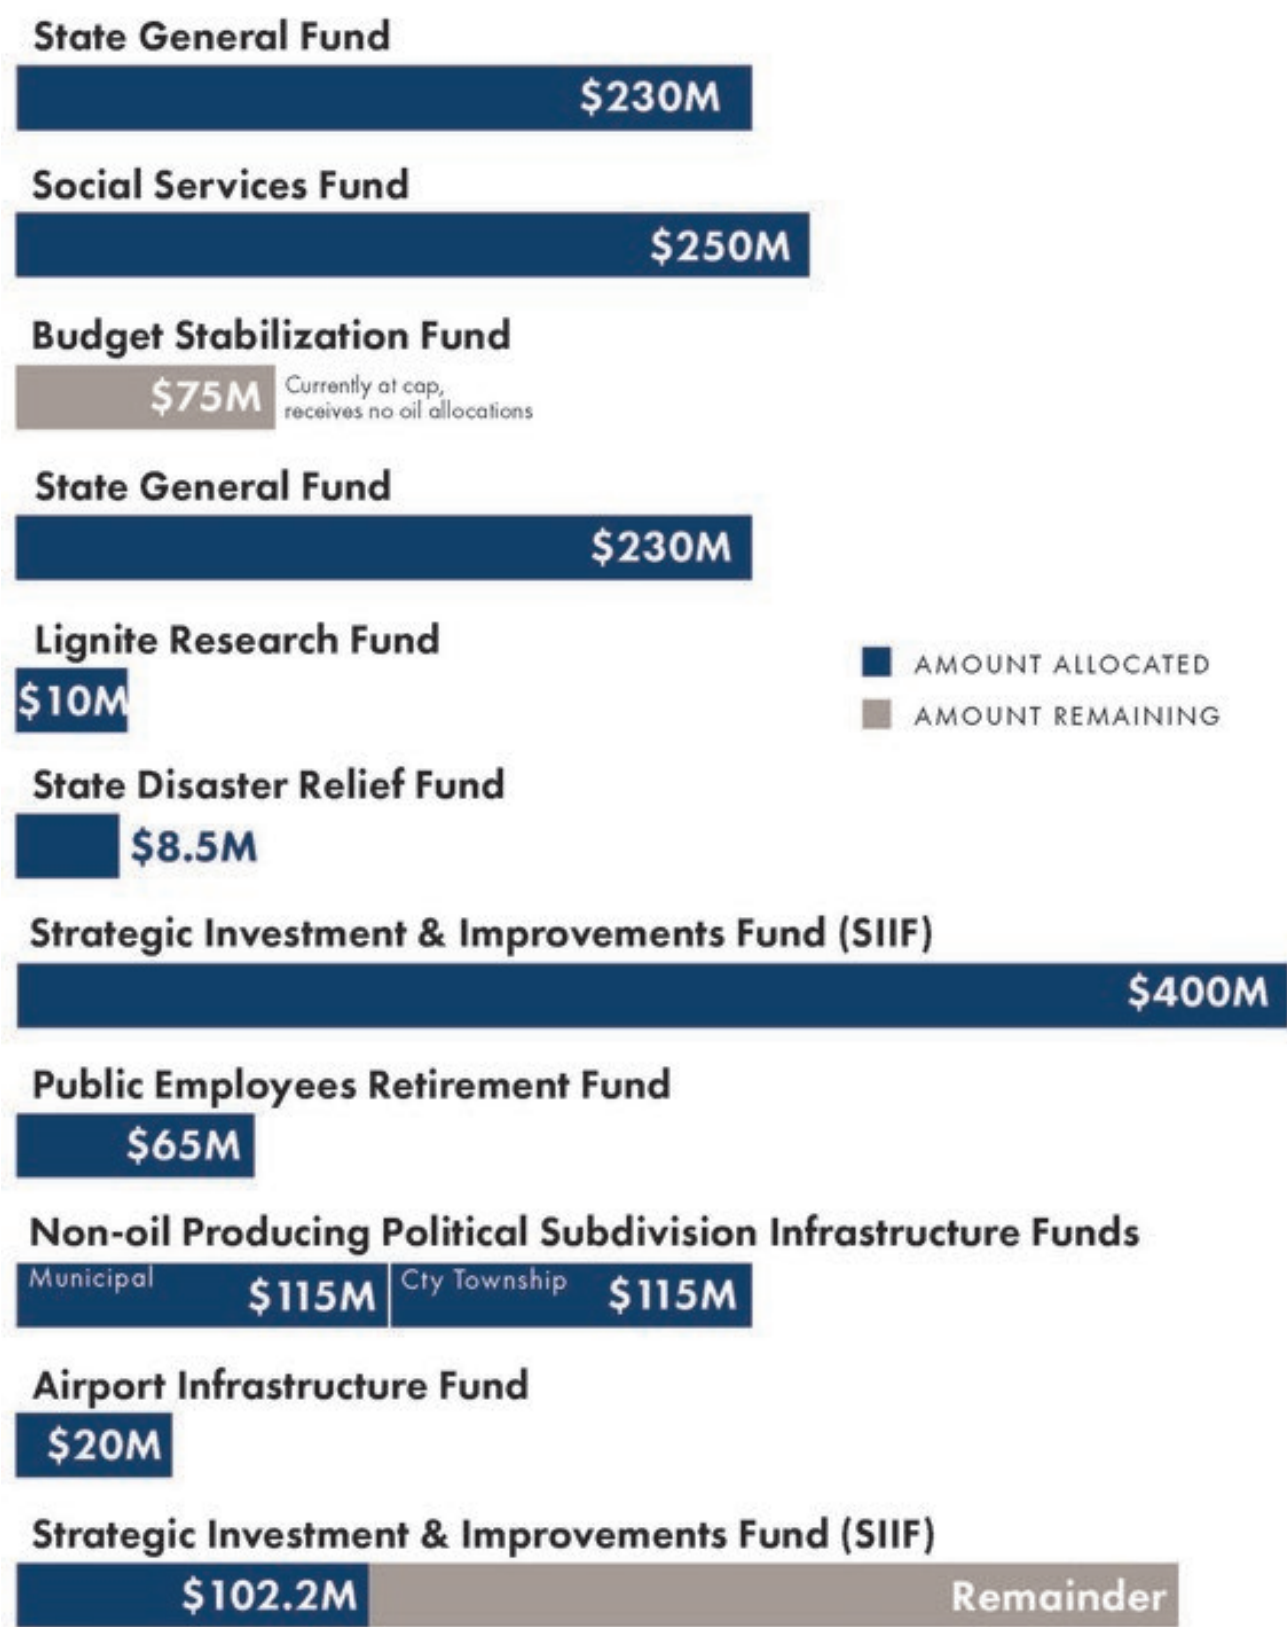 State General Fund
$230M
Social Services Fund
$250M
Budget Stabilization Fund
$75M
Currently at cap,
receives no oil allocations
State General Fund
$230M
Lignite Research Fund
$10M
AMOUNT ALLOCATED
AMOUNT REMAINING
State Disaster Relief Fund
$8.5M
Strategic Investment & Improvements Fund (SIIF)
$400M
Public Employees Retirement Fund
$65M
Non-oil Producing Political Subdivision Infrastructure Funds
Municipal $115M Cty Township $115M
Airport Infrastructure Fund
$20M
Strategic Investment & Improvements Fund (SIIF)
$102.2M Remainder